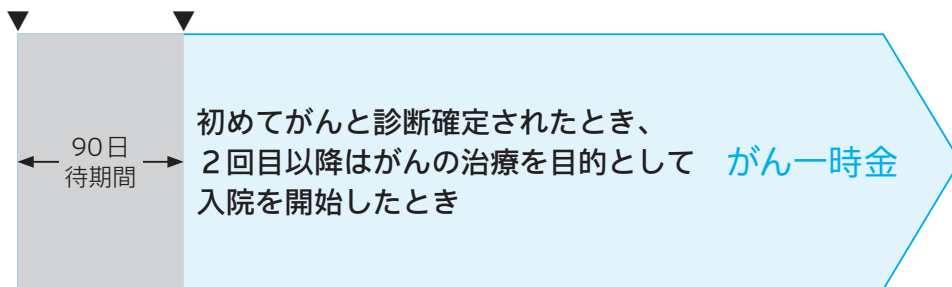 90日
待期間
初めてがんと診断確定されたとき、
２回目以降はがんの治療を目的として
入院を開始したとき
がん一時金